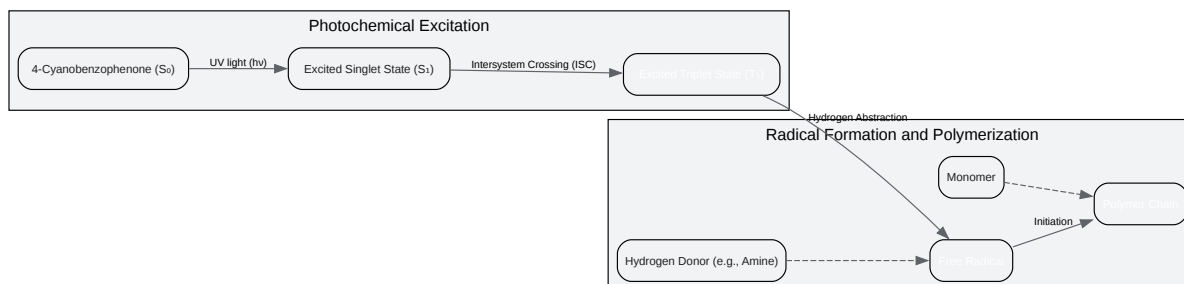 Photochemical Excitation
4-Cyanobenzophenone (S₀)
UV light (hν)
Excited Singlet State (S₁)
Intersystem Crossing (ISC)
Excited Triplet State (T₁)
Hydrogen Abstraction
Radical Formation and Polymerization
Monomer
Polymer Chain
Initiation
Hydrogen Donor (e.g., Amine)
Free Radical